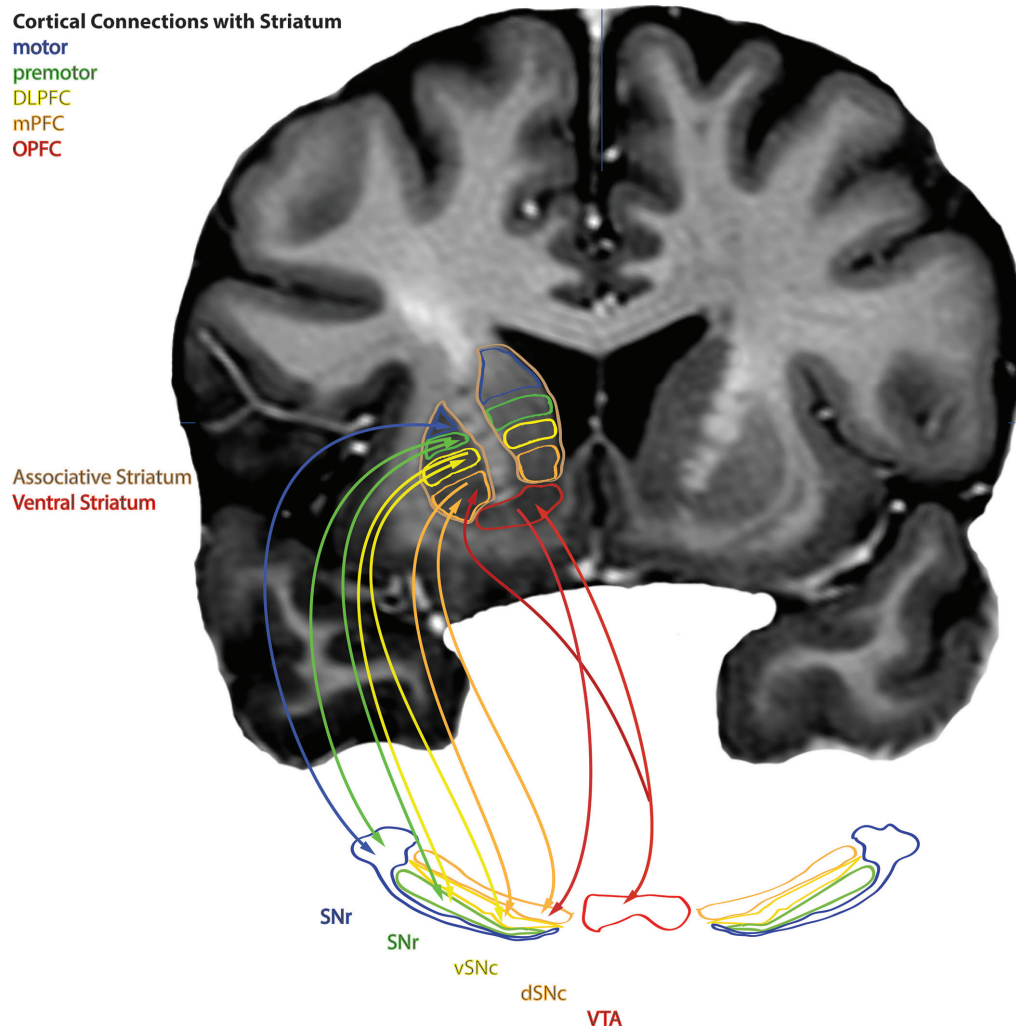 Cortical Connections with Striatum
motor
premotor
DLPFC
mPFC
OPFC
Associative Striatum
Ventral Striatum
SNr
SNr
vSNc
dSNc
VTA